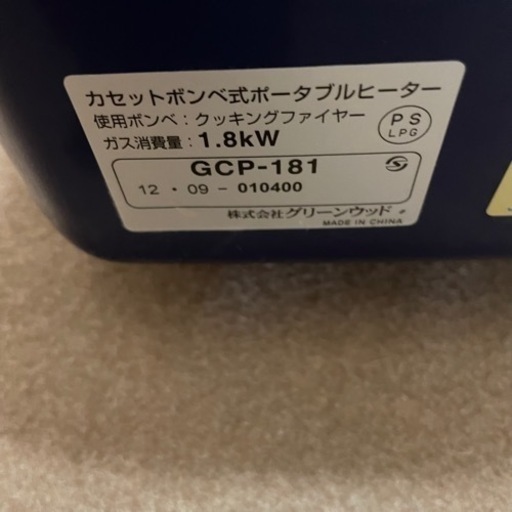 カセットボンベ式ポータブルヒーター
使用ボンベ：クッキングファイヤー
ガス消費量：1.8kW
PS
LPG
GCP-181
12・09－010400
株式会社グリーンウッド
MADE IN CHINA